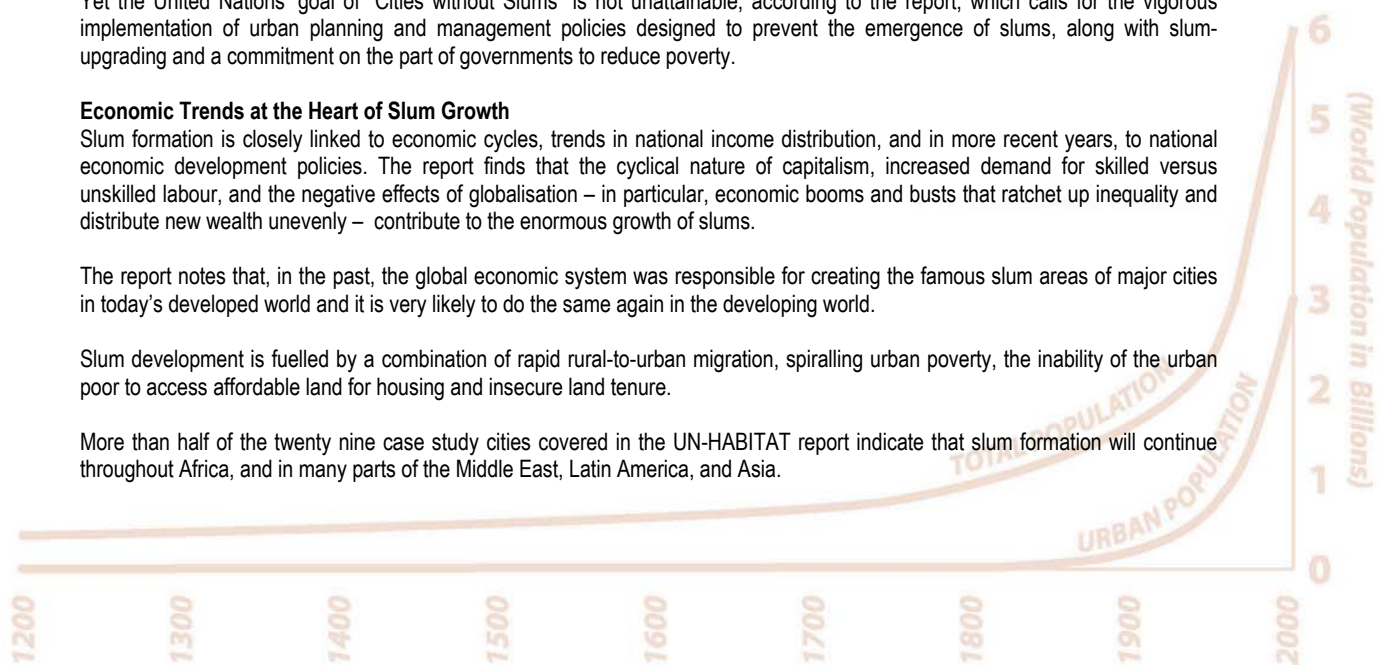 Yet the United Nations' goal of "Cities without Slums" is not unattainable, according to the report, which calls for the vigorous
implementation of urban planning and management policies designed to prevent the emergence of slums, along with slum-
upgrading and a commitment on the part of governments to reduce poverty.
Economic Trends at the Heart of Slum Growth
Slum formation is closely linked to economic cycles, trends in national income distribution, and in more recent years, to national
economic development policies. The report finds that the cyclical nature of capitalism, increased demand for skilled versus
unskilled labour, and the negative effects of globalisation – in particular, economic booms and busts that ratchet up inequality and
distribute new wealth unevenly – contribute to the enormous growth of slums.
The report notes that, in the past, the global economic system was responsible for creating the famous slum areas of major cities
in today's developed world and it is very likely to do the same again in the developing world.
Slum development is fuelled by a combination of rapid rural-to-urban migration, spiralling urban poverty, the inability of the urban
poor to access affordable land for housing and insecure land tenure.
More than half of the twenty nine case study cities covered in the UN-HABITAT report indicate that slum formation will continue
throughout Africa, and in many parts of the Middle East, Latin America, and Asia.
TOTAL POPULATION
URBAN POPULATION
6
5
4
3
2
1
0
(World Population in Billions)
1200
1300
1400
1500
1600
1700
1800
1900
2000